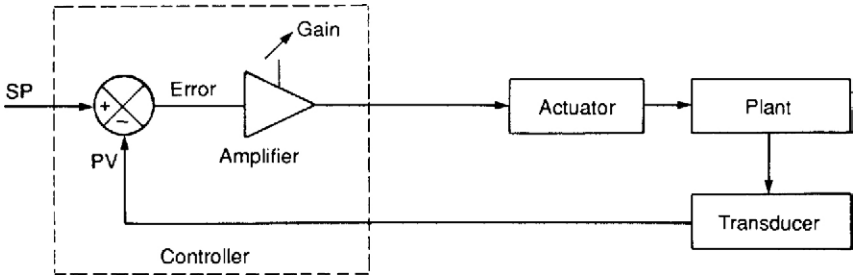 Gain
SP
+
Error
−
Actuator
Plant
PV
Amplifier
Transducer
Controller